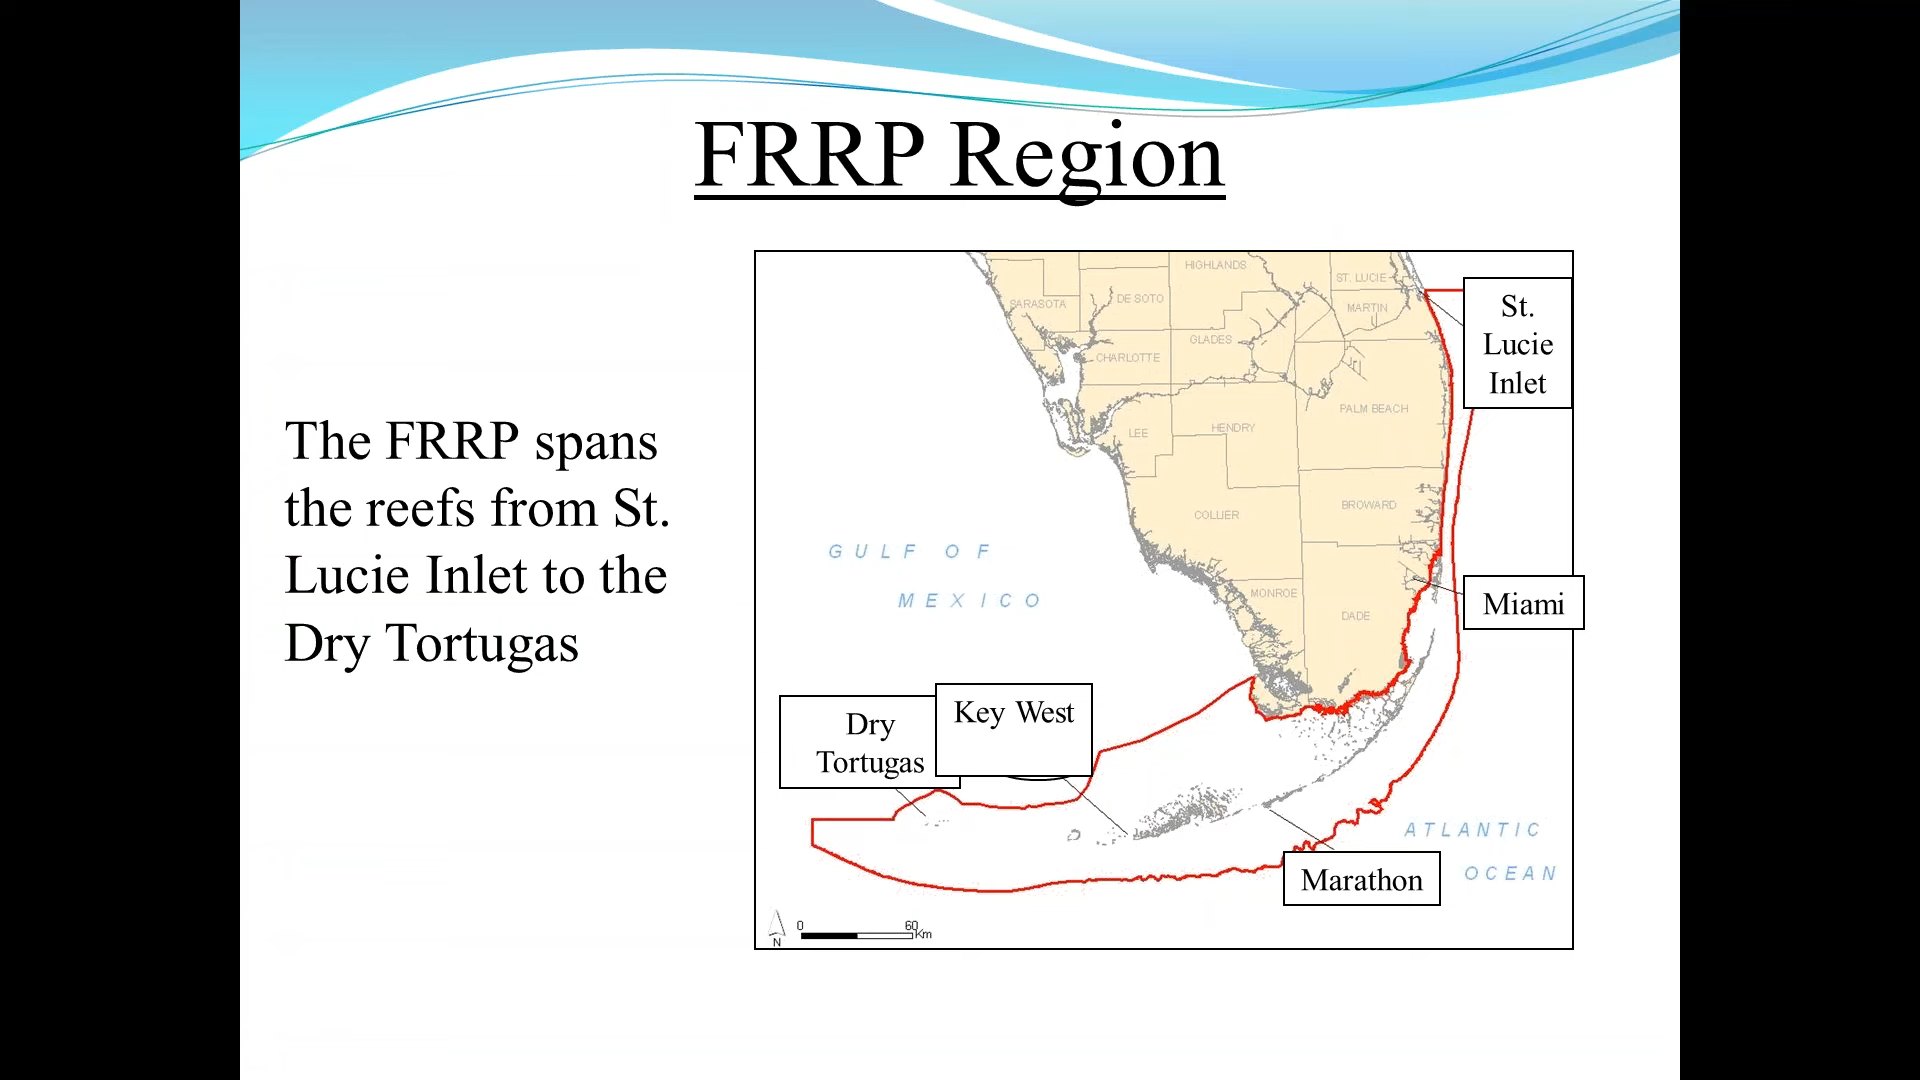 FRRP Region
The FRRP spans
the reefs from St.
Lucie Inlet to the
Dry Tortugas
HIGHLANDS
ST. LUCIE
SARASOTA
DE SOTO
MARTIN
GLADES
CHARLOTTE
PALM BEACH
LEE
HENDRY
BROWARD
COLLIER
MONROE
DADE
GULF OF
MEXICO
St.
Lucie
Inlet
Miami
Dry
Tortugas
Key West
Marathon
ATLANTIC
OCEAN
N
0 60
Km